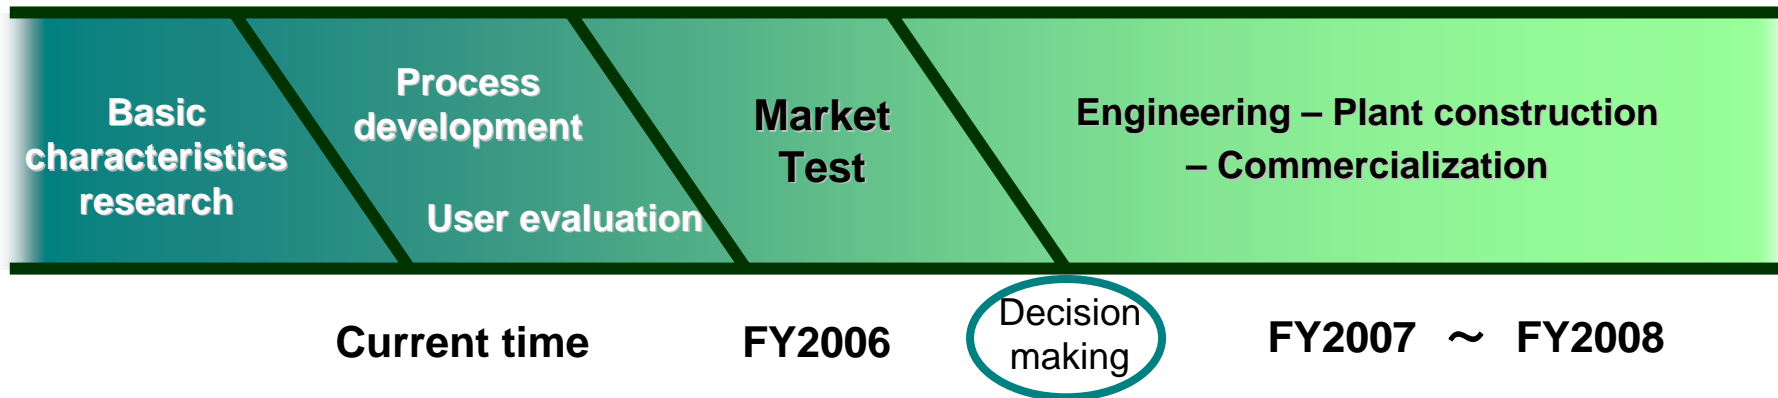 Basic
characteristics
research
Process
development
User evaluation
Market
Test
Engineering – Plant construction
– Commercialization
Current time
FY2006
Decision
making
FY2007 ～ FY2008